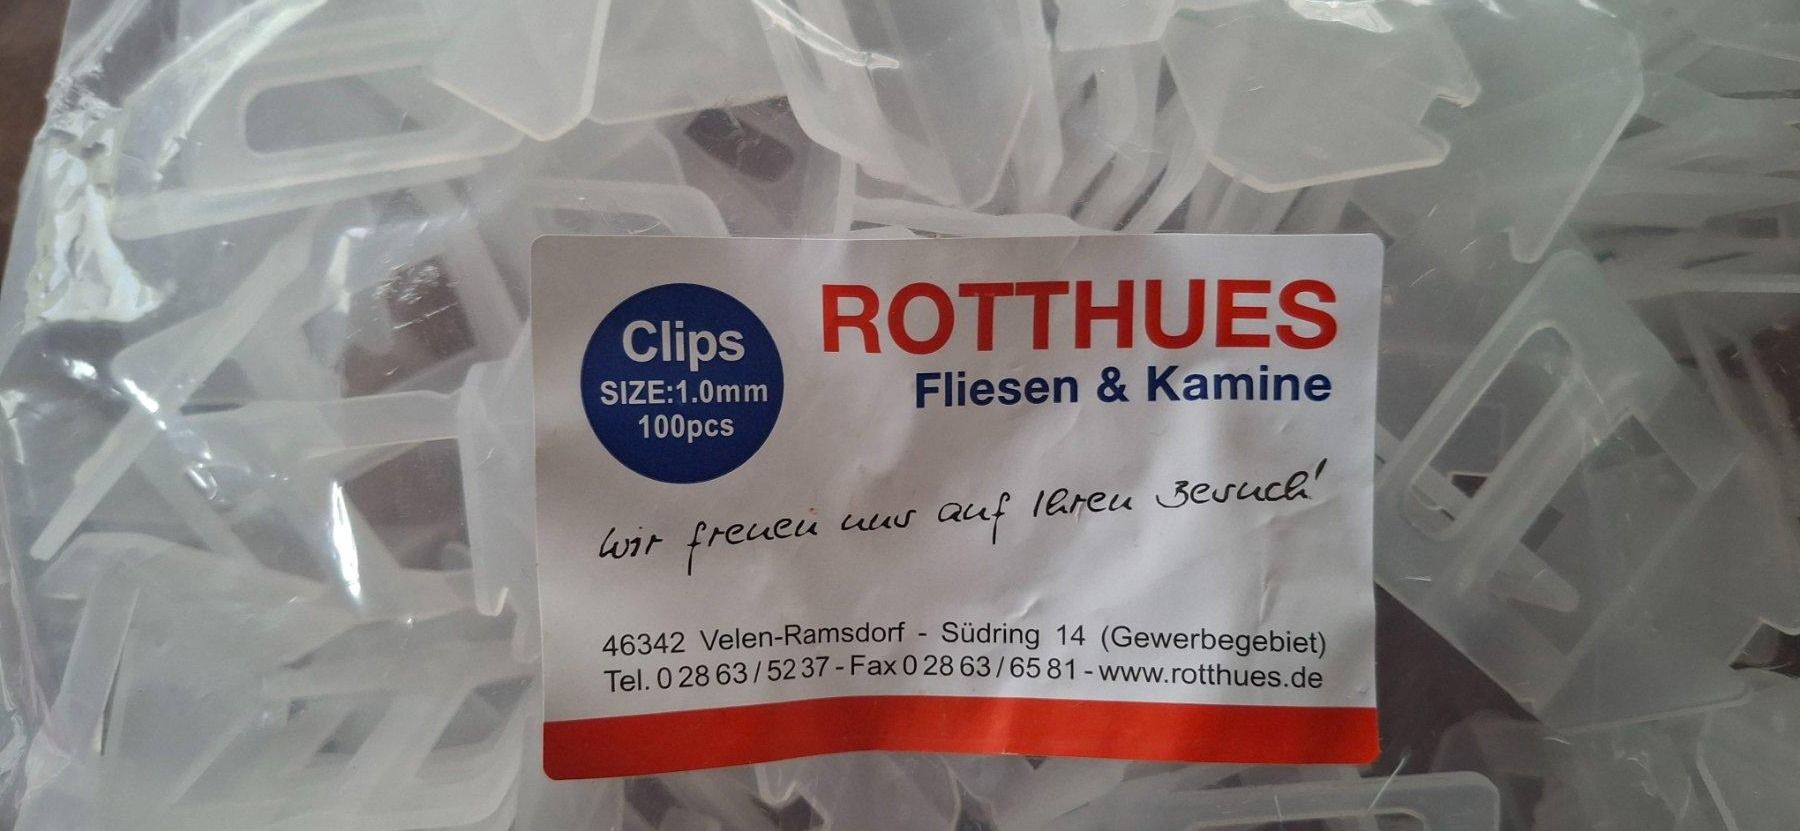 Clips
SIZE:1.0mm
100pcs
ROTTHUES
Fliesen & Kamine
Wir freuen uns auf Ihren Besuch!
46342 Velen-Ramsdorf - Südring 14 (Gewerbegebiet)
Tel. 0 28 63 / 52 37 - Fax 0 28 63 / 65 81 - www.rotthues.de